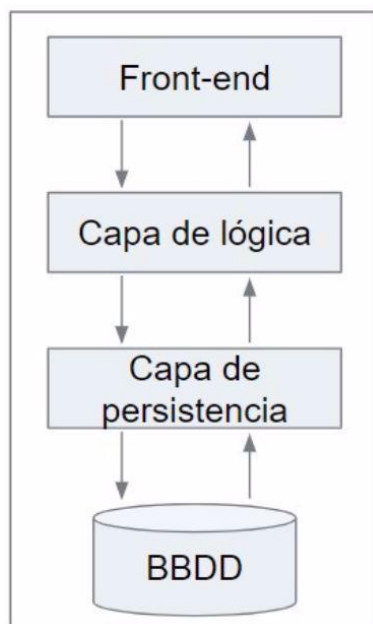 Front-end
Capa de lógica
Capa de
persistencia
BBDD